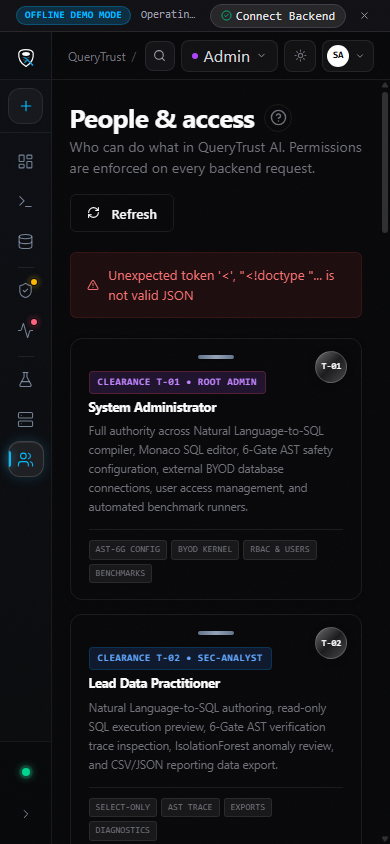 OFFLINE DEMO MODE Operatin… Connect Backend
QueryTrust / Admin SA
People & access
Who can do what in QueryTrust AI. Permissions
are enforced on every backend request.
Refresh
Unexpected token '<', "<!doctype "... is
not valid JSON
T-01
CLEARANCE T-01 • ROOT ADMIN
System Administrator
Full authority across Natural Language-to-SQL
compiler, Monaco SQL editor, 6-Gate AST safety
configuration, external BYOD database
connections, user access management, and
automated benchmark runners.
AST-6G CONFIG BYOD KERNEL RBAC & USERS
BENCHMARKS
T-02
CLEARANCE T-02 • SEC-ANALYST
Lead Data Practitioner
Natural Language-to-SQL authoring, read-only
SQL execution preview, 6-Gate AST verification
trace inspection, IsolationForest anomaly review,
and CSV/JSON reporting data export.
SELECT-ONLY AST TRACE EXPORTS
DIAGNOSTICS